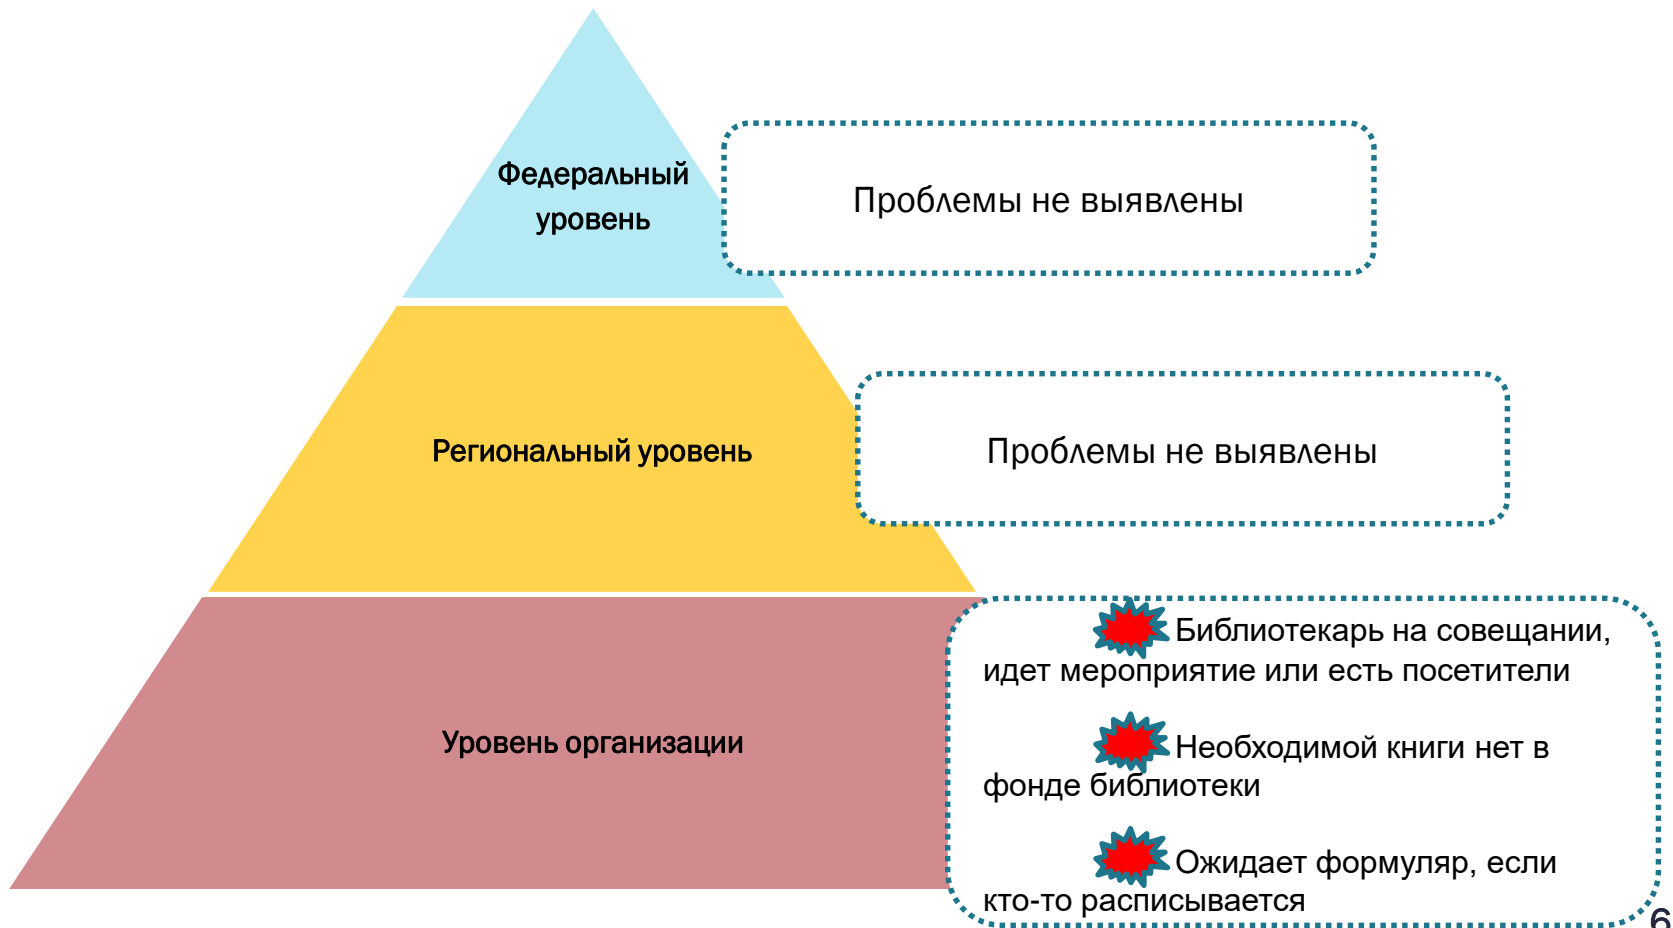 Федеральный
уровень
Проблемы не выявлены
Региональный уровень
Проблемы не выявлены
Уровень организации
Библиотекарь на совещании,
идет мероприятие или есть посетители
Необходимой книги нет в
фонде библиотеки
Ожидает формуляр, если
кто-то расписывается
6